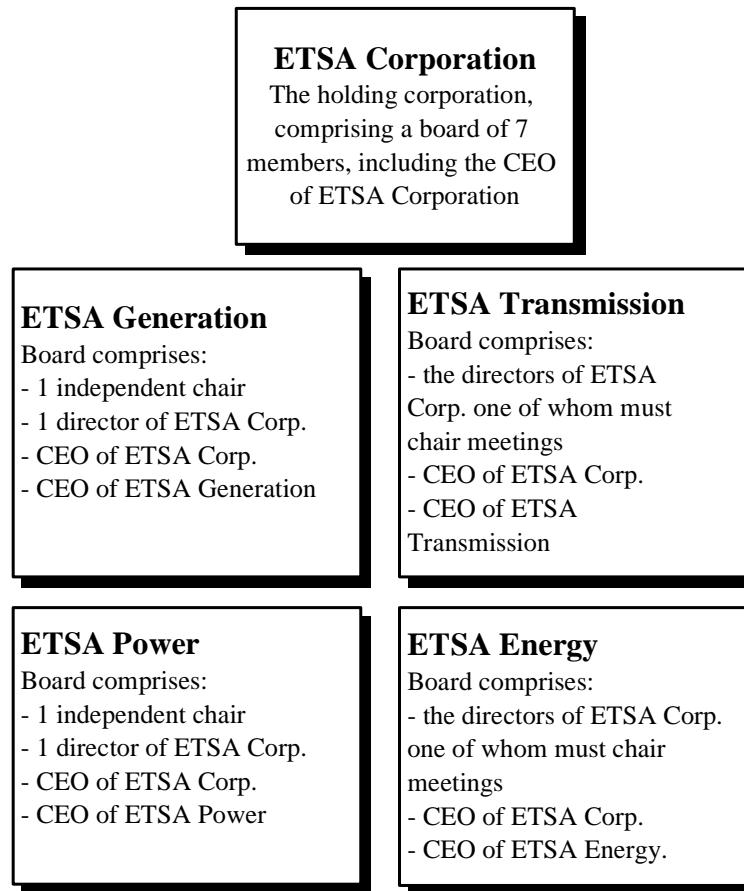 ETSA Corporation
The holding corporation,
comprising a board of 7
members, including the CEO
of ETSA Corporation
ETSA Generation
Board comprises:
- 1 independent chair
- 1 director of ETSA Corp.
- CEO of ETSA Corp.
- CEO of ETSA Generation
ETSA Transmission
Board comprises:
- the directors of ETSA
Corp. one of whom must
chair meetings
- CEO of ETSA Corp.
- CEO of ETSA
Transmission
ETSA Power
Board comprises:
- 1 independent chair
- 1 director of ETSA Corp.
- CEO of ETSA Corp.
- CEO of ETSA Power
ETSA Energy
Board comprises:
- the directors of ETSA Corp.
one of whom must chair
meetings
- CEO of ETSA Corp.
- CEO of ETSA Energy.